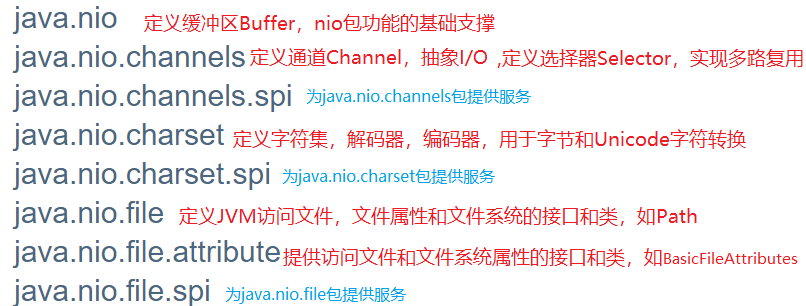 java.nio 定义缓冲区Buffer，nio包功能的基础支撑
java.nio.channels 定义通道Channel，抽象I/O ,定义选择器Selector，实现多路复用
java.nio.channels.spi 为java.nio.channels包提供服务
java.nio.charset 定义字符集，解码器，编码器，用于字节和Unicode字符转换
java.nio.charset.spi 为java.nio.charset包提供服务
java.nio.file 定义JVM访问文件，文件属性和文件系统的接口和类，如Path
java.nio.file.attribute 提供访问文件和文件系统属性的接口和类，如BasicFileAttributes
java.nio.file.spi 为java.nio.file包提供服务